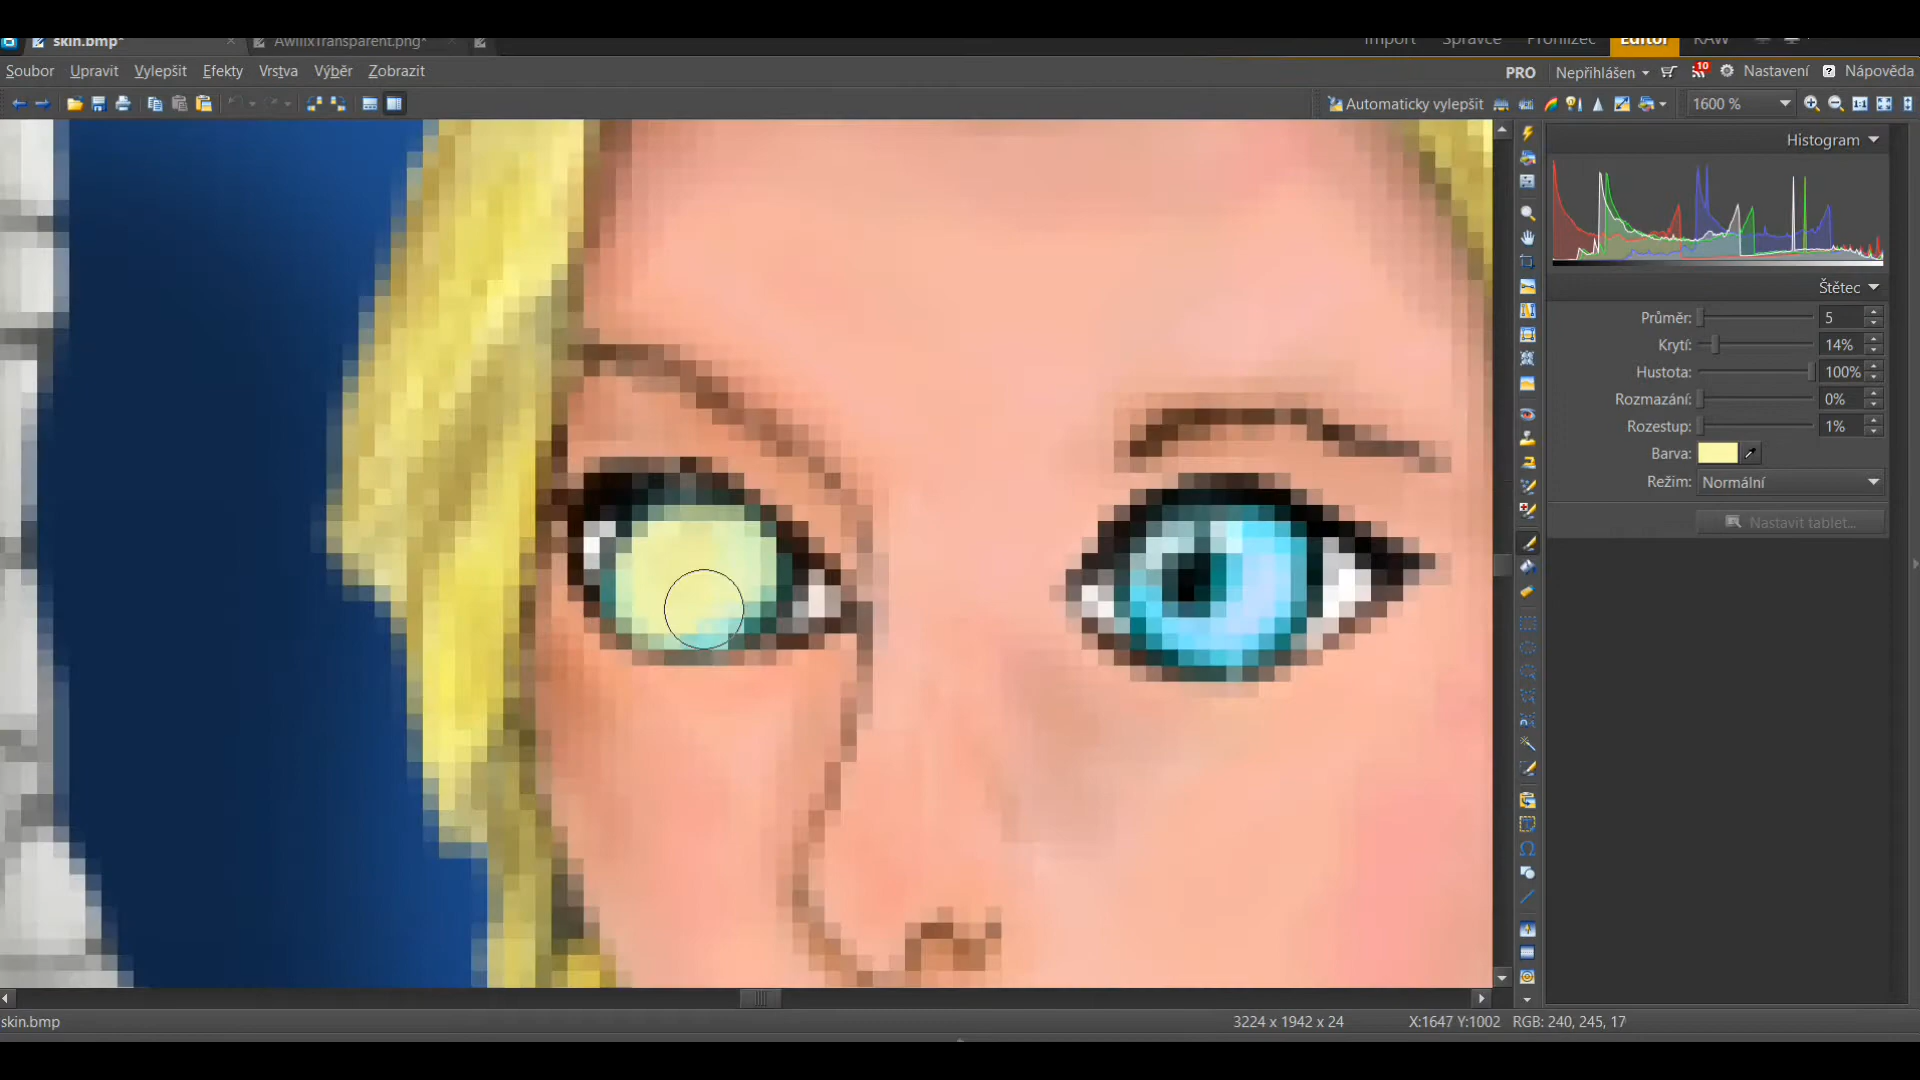 skin.bmp* AwilixTransparent.png*
Import Správce Prohlížeč Editor RAW
Soubor Upravit Vylepšit Efekty Vrstva Výběr Zobrazit
PRO Nepřihlášen 10 Nastavení Nápověda
Automaticky vylepšit 1600 %
Histogram
Štětec
Průměr: 5
Krytí: 14%
Hustota: 100%
Rozmazání: 0%
Rozestup: 1%
Barva:
Režim: Normální
Nastavit tablet...
skin.bmp 3224 x 1942 x 24 X:1647 Y:1002 RGB: 240, 245, 17